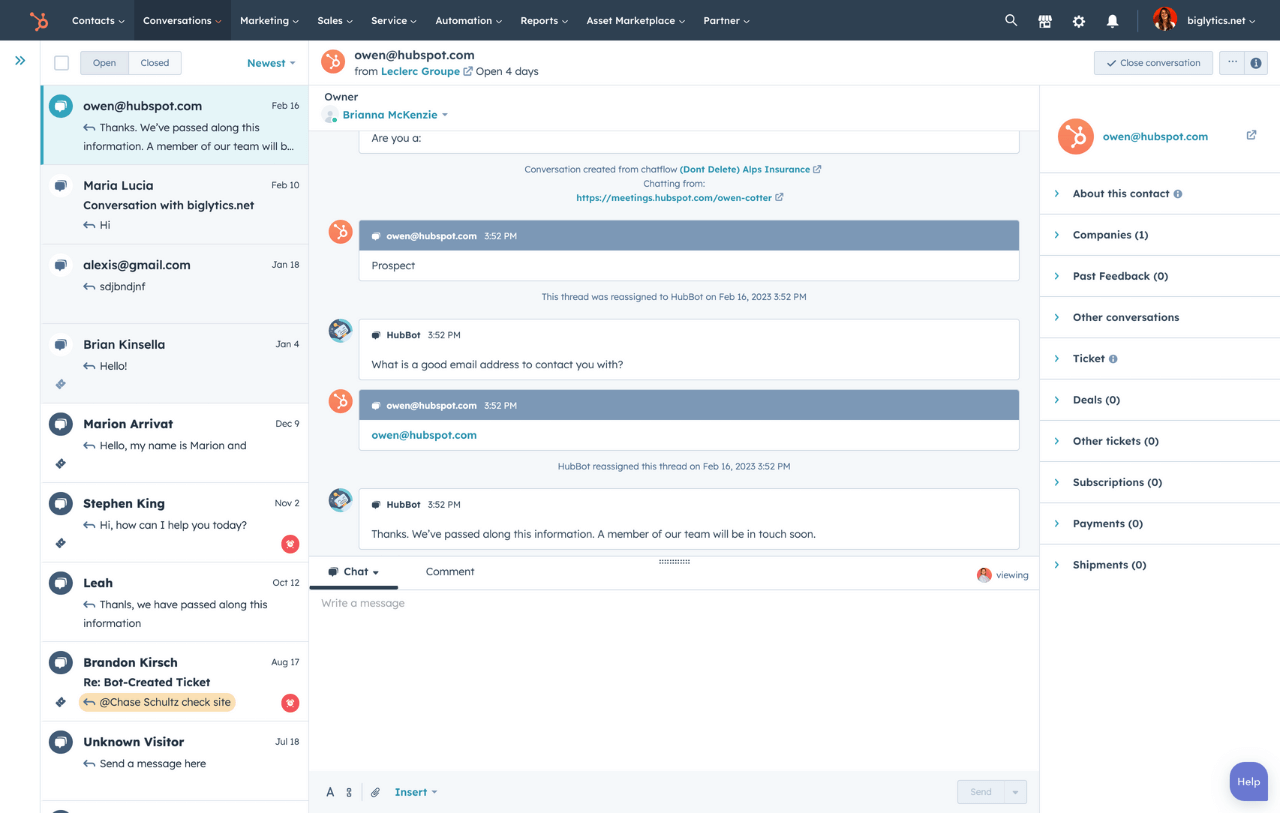 Contacts Conversations Marketing Sales Service Automation Reports Asset Marketplace Partner biglytics.net
Open Closed Newest
owen@hubspot.com Feb 16
Thanks. We've passed along this
information. A member of our team will b...
Maria Lucia Feb 10
Conversation with biglytics.net
Hi
alexis@gmail.com Jan 18
sdjbndjnf
Brian Kinsella Jan 4
Hello!
Marion Arrivat Dec 9
Hello, my name is Marion and
Stephen King Nov 2
Hi, how can I help you today?
Leah Oct 12
Thanls, we have passed along this
information
Brandon Kirsch Aug 17
Re: Bot-Created Ticket
@Chase Schultz check site
Unknown Visitor Jul 18
Send a message here
owen@hubspot.com
from Leclerc Groupe Open 4 days
Close conversation
Owner
Brianna McKenzie
Are you a:
Conversation created from chatflow (Dont Delete) Alps Insurance
Chatting from:
https://meetings.hubspot.com/owen-cotter
owen@hubspot.com 3:52 PM
Prospect
This thread was reassigned to HubBot on Feb 16, 2023 3:52 PM
HubBot 3:52 PM
What is a good email address to contact you with?
owen@hubspot.com 3:52 PM
owen@hubspot.com
HubBot reassigned this thread on Feb 16, 2023 3:52 PM
HubBot 3:52 PM
Thanks. We've passed along this information. A member of our team will be in touch soon.
Chat Comment viewing
Write a message
A Insert Send
owen@hubspot.com
About this contact
Companies (1)
Past Feedback (0)
Other conversations
Ticket
Deals (0)
Other tickets (0)
Subscriptions (0)
Payments (0)
Shipments (0)
Help